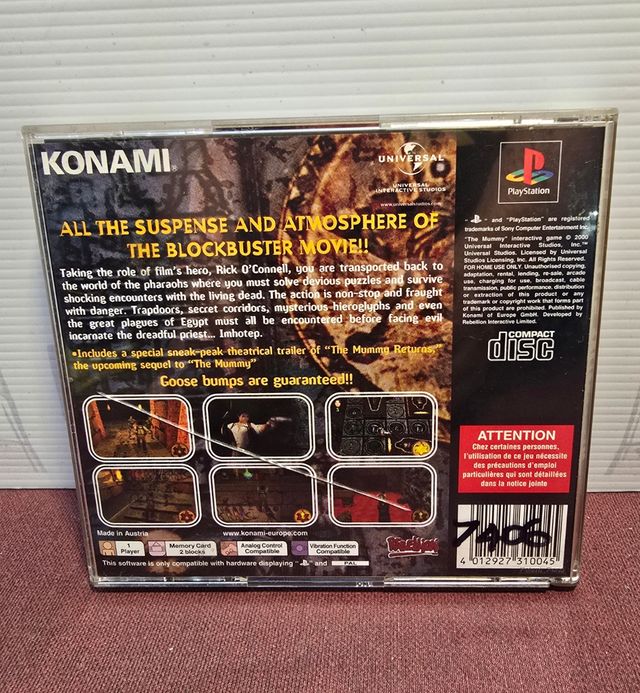 KONAMI®
UNIVERSAL
UNIVERSAL
INTERACTIVE STUDIOS
www.universalstudios.com
PlayStation
ALL THE SUSPENSE AND ATMOSPHERE OF
THE BLOCKBUSTER MOVIE!!
Taking the role of film's hero, Rick O'Connell, you are transported back to
the world of the pharaohs where you must solve devious puzzles and survive
shocking encounters with the living dead. The action is non-stop and fraught
with danger. Trapdoors, secret corridors, mysterious hieroglyphs and even
the great plagues of Egypt must all be encountered before facing evil
incarnate the dreadful priest... Imhotep.
•Includes a special sneak-peak theatrical trailer of "The Mummy Returns,"
the upcoming sequel to "The Mummy"
Goose bumps are guaranteed!!
"PS" and "PlayStation" are registered
trademarks of Sony Computer Entertainment Inc.
"The Mummy" interactive game © 2000
Universal Interactive Studios, Inc.™
Universal. Licensed by Universal
Studios Licensing, Inc. All Rights Reserved.
FOR HOME USE ONLY. Unauthorised copying,
adaptation, rental, lending, re-sale, arcade
use, charging for use, broadcast, cable
transmission, public performance, distribution
or extraction of this product or any
trademark or copyright work that forms part
of this product are prohibited. Published by
Konami of Europe GmbH. Developed by
Rebellion Interactive Limited.
COMPACT
disc
ATTENTION
Chez certaines personnes,
l'utilisation de ce jeu nécessite
des précautions d'emploi
particulières qui sont détaillées
dans la notice jointe
Made in Austria
www.konami-europe.com
1
Player
Memory Card
2 blocks
Analog Control
Compatible
Vibration Function
Compatible
This software is only compatible with hardware displaying "PS" and PAL
7406
4 012927 310045